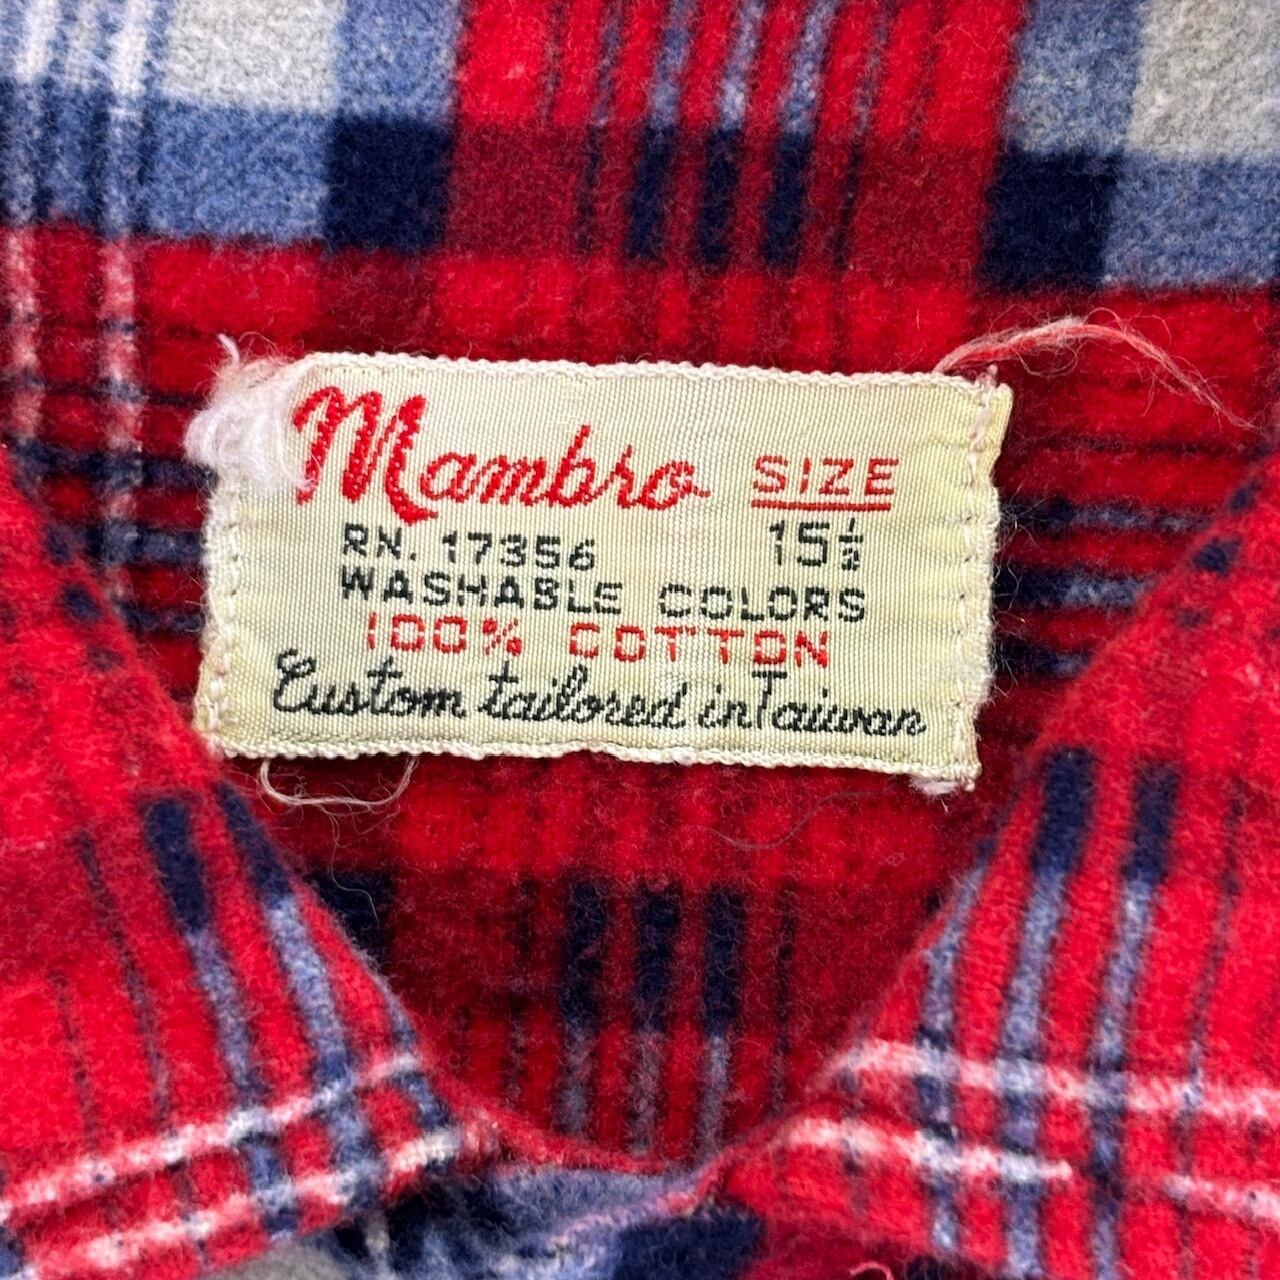 Mambro SIZE
RN. 17356 15½
WASHABLE COLORS
100% COTTON
Custom tailored in Taiwan